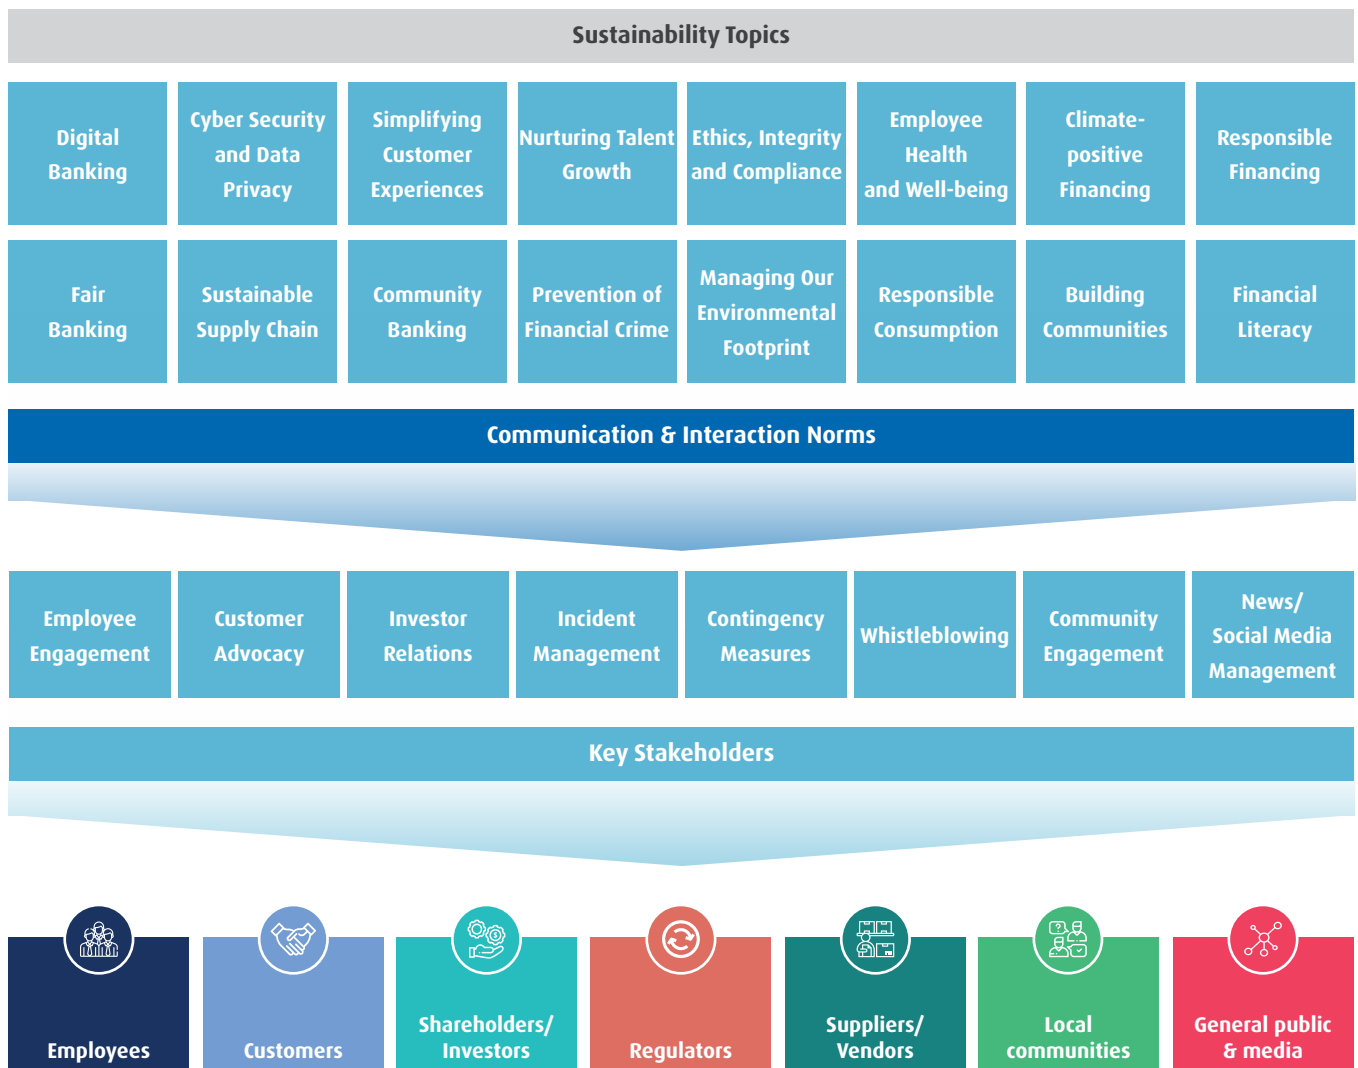 Sustainability Topics
Digital
Banking
Cyber Security
and Data
Privacy
Simplifying
Customer
Experiences
Nurturing Talent
Growth
Ethics, Integrity
and Compliance
Employee
Health
and Well-being
Climate-
positive
Financing
Responsible
Financing
Fair
Banking
Sustainable
Supply Chain
Community
Banking
Prevention of
Financial Crime
Managing Our
Environmental
Footprint
Responsible
Consumption
Building
Communities
Financial
Literacy
Communication & Interaction Norms
Employee
Engagement
Customer
Advocacy
Investor
Relations
Incident
Management
Contingency
Measures
Whistleblowing
Community
Engagement
News/
Social Media
Management
Key Stakeholders
Employees
Customers
Shareholders/
Investors
Regulators
Suppliers/
Vendors
Local
communities
General public
& media